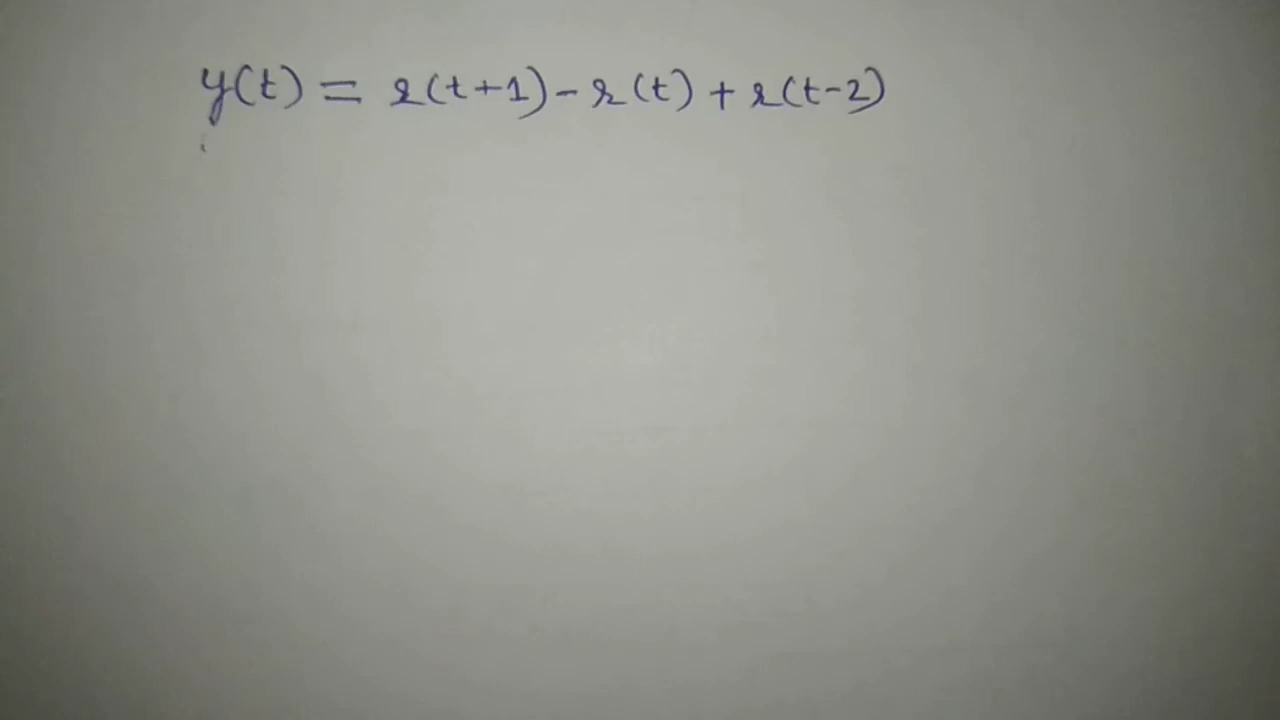 y(t) = r(t+1) - r(t) + r(t-2)